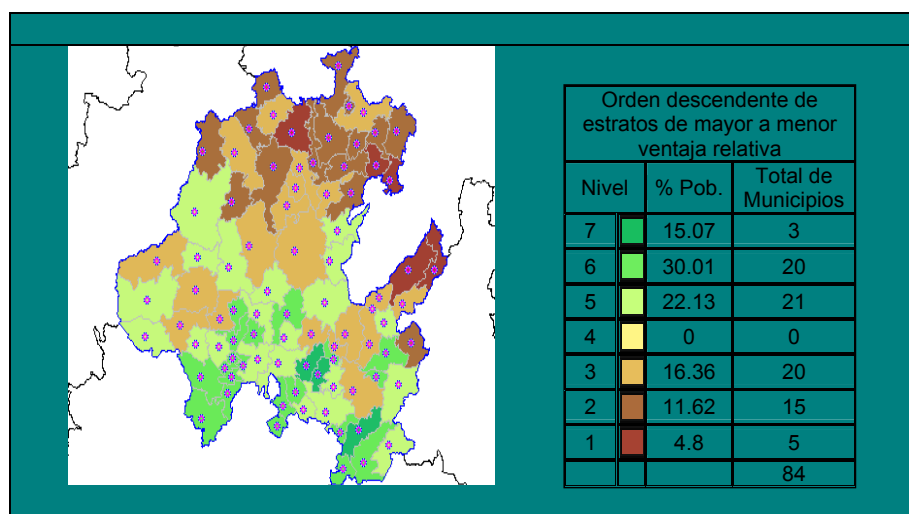 Orden descendente de
estratos de mayor a menor
ventaja relativa
Nivel % Pob. Total de
Municipios
7 15.07 3
6 30.01 20
5 22.13 21
4 0 0
3 16.36 20
2 11.62 15
1 4.8 5
84